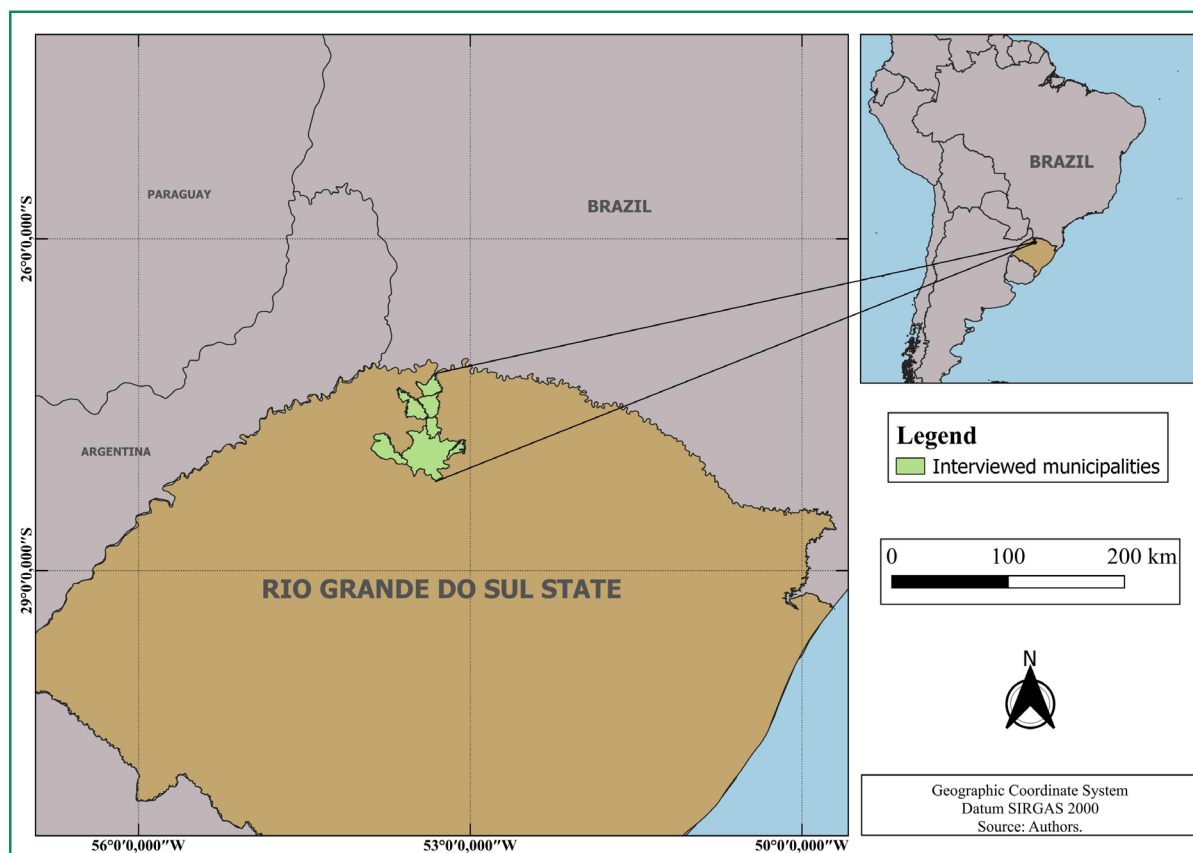 PARAGUAY
BRAZIL
ARGENTINA
RIO GRANDE DO SUL STATE
26°0′0,000″S
29°0′0,000″S
56°0′0,000″W
53°0′0,000″W
50°0′0,000″W
BRAZIL
Legend
Interviewed municipalities
0 100 200 km
N
Geographic Coordinate System
Datum SIRGAS 2000
Source: Authors.